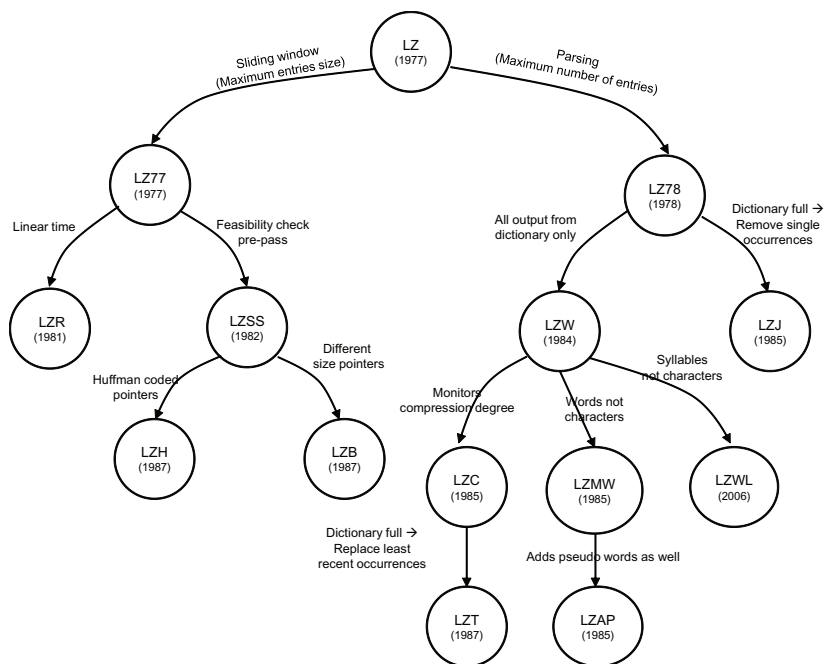 LZ
(1977)
Sliding window
(Maximum entries size)
Parsing
(Maximum number of entries)
LZ77
(1977)
LZ78
(1978)
Linear time
Feasibility check
pre-pass
All output from
dictionary only
Dictionary full →
Remove single
occurrences
LZR
(1981)
LZSS
(1982)
LZW
(1984)
LZJ
(1985)
Huffman coded
pointers
Different
size pointers
Monitors
compression degree
Words not
characters
Syllables
not characters
LZH
(1987)
LZB
(1987)
LZC
(1985)
LZMW
(1985)
LZWL
(2006)
Dictionary full →
Replace least
recent occurrences
Adds pseudo words as well
LZT
(1987)
LZAP
(1985)